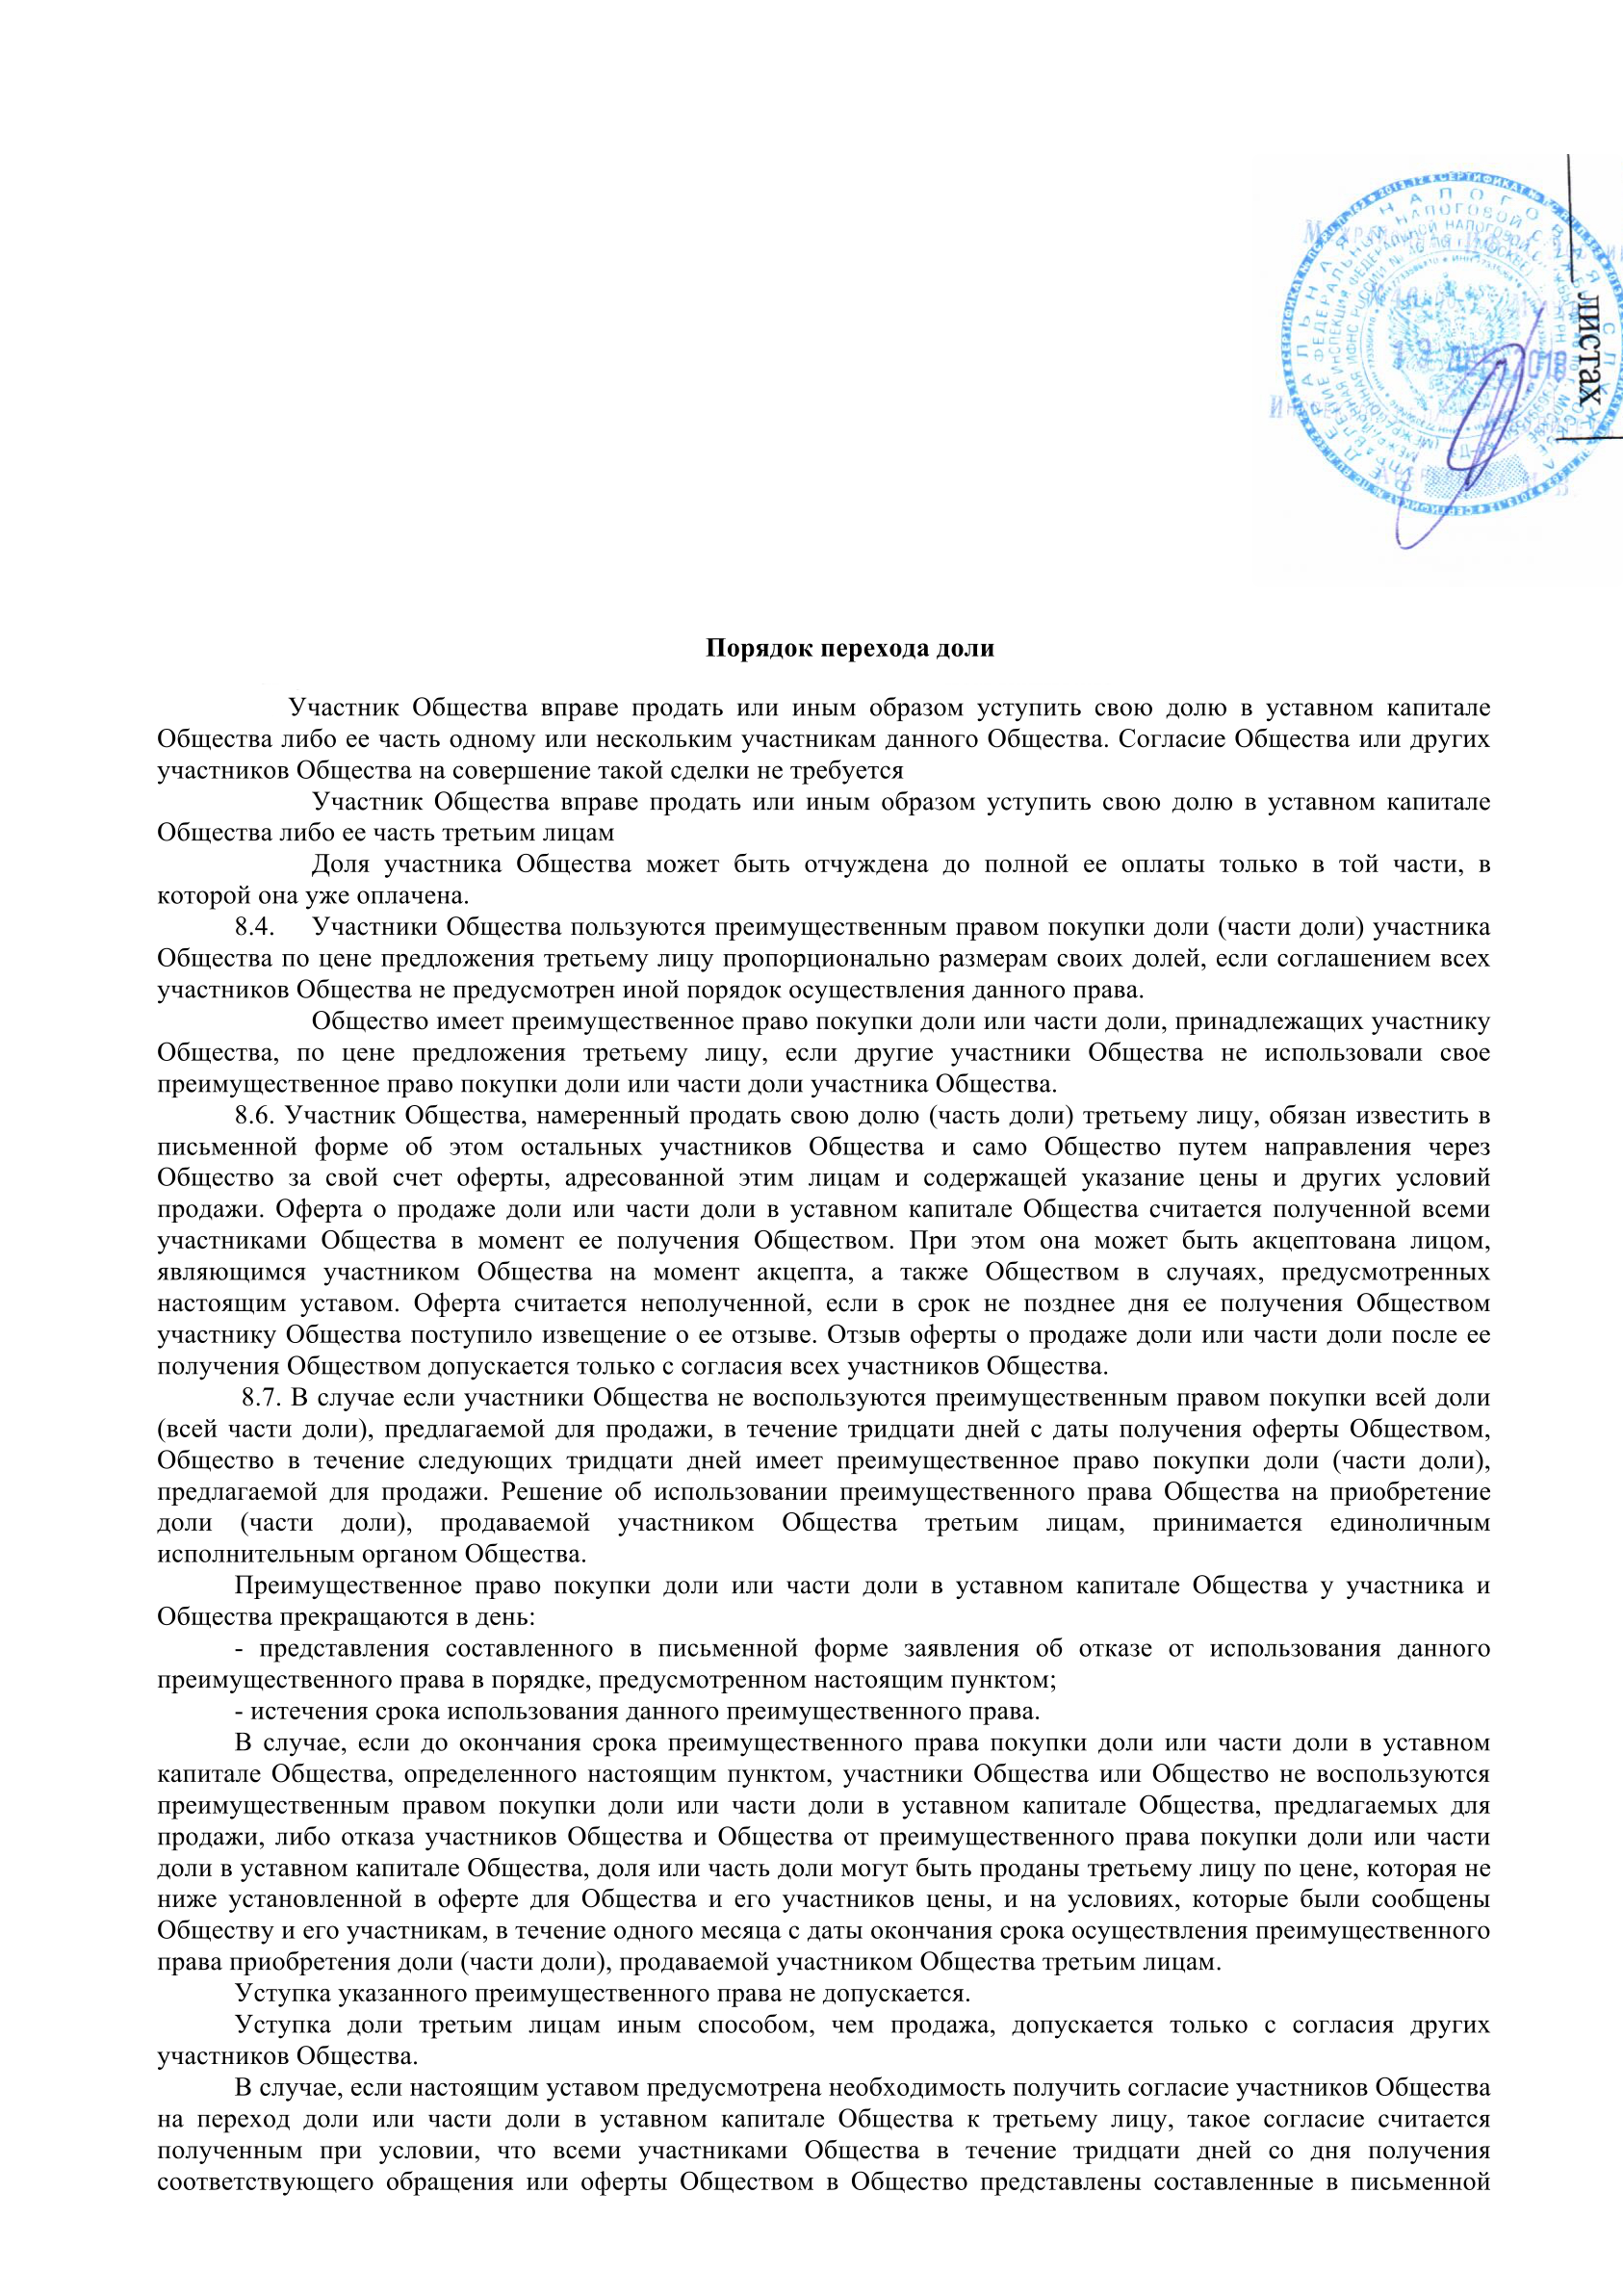 листах
Порядок перехода доли
Участник Общества вправе продать или иным образом уступить свою долю в уставном капитале
Общества либо ее часть одному или нескольким участникам данного Общества. Согласие Общества или других
участников Общества на совершение такой сделки не требуется
Участник Общества вправе продать или иным образом уступить свою долю в уставном капитале
Общества либо ее часть третьим лицам
Доля участника Общества может быть отчуждена до полной ее оплаты только в той части, в
которой она уже оплачена.
8.4. Участники Общества пользуются преимущественным правом покупки доли (части доли) участника
Общества по цене предложения третьему лицу пропорционально размерам своих долей, если соглашением всех
участников Общества не предусмотрен иной порядок осуществления данного права.
Общество имеет преимущественное право покупки доли или части доли, принадлежащих участнику
Общества, по цене предложения третьему лицу, если другие участники Общества не использовали свое
преимущественное право покупки доли или части доли участника Общества.
8.6. Участник Общества, намеренный продать свою долю (часть доли) третьему лицу, обязан известить в
письменной форме об этом остальных участников Общества и само Общество путем направления через
Общество за свой счет оферты, адресованной этим лицам и содержащей указание цены и других условий
продажи. Оферта о продаже доли или части доли в уставном капитале Общества считается полученной всеми
участниками Общества в момент ее получения Обществом. При этом она может быть акцептована лицом,
являющимся участником Общества на момент акцепта, а также Обществом в случаях, предусмотренных
настоящим уставом. Оферта считается неполученной, если в срок не позднее дня ее получения Обществом
участнику Общества поступило извещение о ее отзыве. Отзыв оферты о продаже доли или части доли после ее
получения Обществом допускается только с согласия всех участников Общества.
8.7. В случае если участники Общества не воспользуются преимущественным правом покупки всей доли
(всей части доли), предлагаемой для продажи, в течение тридцати дней с даты получения оферты Обществом,
Общество в течение следующих тридцати дней имеет преимущественное право покупки доли (части доли),
предлагаемой для продажи. Решение об использовании преимущественного права Общества на приобретение
доли (части доли), продаваемой участником Общества третьим лицам, принимается единоличным
исполнительным органом Общества.
Преимущественное право покупки доли или части доли в уставном капитале Общества у участника и
Общества прекращаются в день:
- представления составленного в письменной форме заявления об отказе от использования данного
преимущественного права в порядке, предусмотренном настоящим пунктом;
- истечения срока использования данного преимущественного права.
В случае, если до окончания срока преимущественного права покупки доли или части доли в уставном
капитале Общества, определенного настоящим пунктом, участники Общества или Общество не воспользуются
преимущественным правом покупки доли или части доли в уставном капитале Общества, предлагаемых для
продажи, либо отказа участников Общества и Общества от преимущественного права покупки доли или части
доли в уставном капитале Общества, доля или часть доли могут быть проданы третьему лицу по цене, которая не
ниже установленной в оферте для Общества и его участников цены, и на условиях, которые были сообщены
Обществу и его участникам, в течение одного месяца с даты окончания срока осуществления преимущественного
права приобретения доли (части доли), продаваемой участником Общества третьим лицам.
Уступка указанного преимущественного права не допускается.
Уступка доли третьим лицам иным способом, чем продажа, допускается только с согласия других
участников Общества.
В случае, если настоящим уставом предусмотрена необходимость получить согласие участников Общества
на переход доли или части доли в уставном капитале Общества к третьему лицу, такое согласие считается
полученным при условии, что всеми участниками Общества в течение тридцати дней со дня получения
соответствующего обращения или оферты Обществом в Общество представлены составленные в письменной